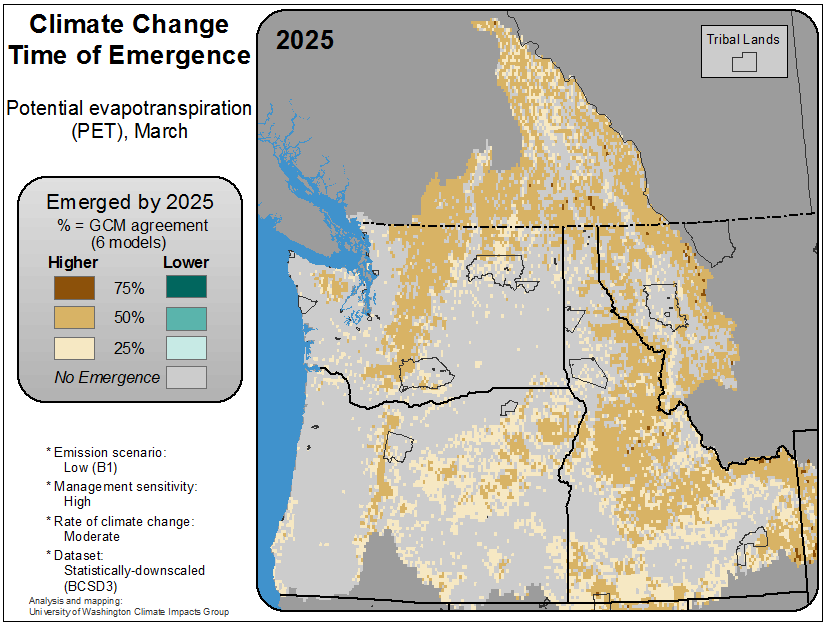 Climate Change
Time of Emergence
Potential evapotranspiration
(PET), March
Emerged by 2025
% = GCM agreement
(6 models)
Higher Lower
75%
50%
25%
No Emergence
* Emission scenario:
Low (B1)
* Management sensitivity:
High
* Rate of climate change:
Moderate
* Dataset:
Statistically-downscaled
(BCSD3)
Analysis and mapping:
University of Washington Climate Impacts Group
2025
Tribal Lands